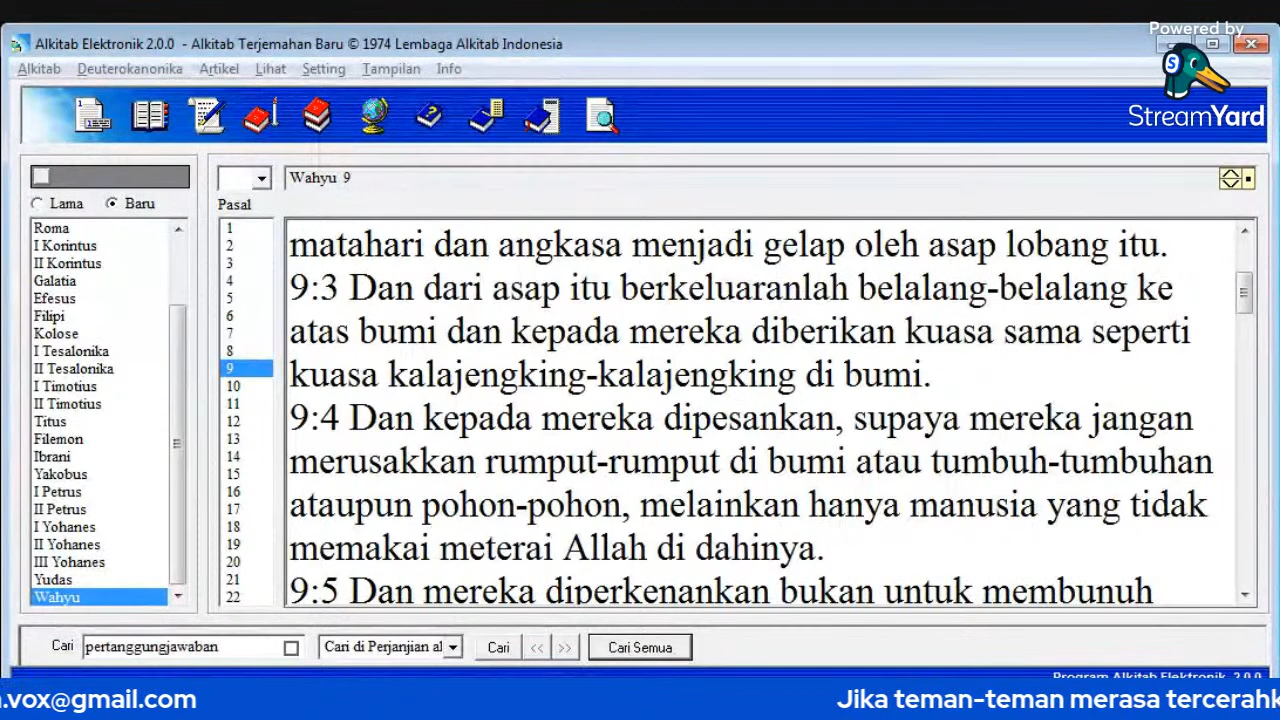 Powered by
StreamYard
Alkitab Elektronik 2.0.0 - Alkitab Terjemahan Baru © 1974 Lembaga Alkitab Indonesia
Alkitab Deuterokanonika Artikel Lihat Setting Tampilan Info
Wahyu 9
Lama Baru
Pasal
Roma
I Korintus
II Korintus
Galatia
Efesus
Filipi
Kolose
I Tesalonika
II Tesalonika
I Timotius
II Timotius
Titus
Filemon
Ibrani
Yakobus
I Petrus
II Petrus
I Yohanes
II Yohanes
III Yohanes
Yudas
Wahyu
1
2
3
4
5
6
7
8
9
10
11
12
13
14
15
16
17
18
19
20
21
22
matahari dan angkasa menjadi gelap oleh asap lobang itu.
9:3 Dan dari asap itu berkeluaranlah belalang-belalang ke
atas bumi dan kepada mereka diberikan kuasa sama seperti
kuasa kalajengking-kalajengking di bumi.
9:4 Dan kepada mereka dipesankan, supaya mereka jangan
merusakkan rumput-rumput di bumi atau tumbuh-tumbuhan
ataupun pohon-pohon, melainkan hanya manusia yang tidak
memakai meterai Allah di dahinya.
9:5 Dan mereka diperkenankan bukan untuk membunuh
Cari pertanggungjawaban Cari di Perjanjian al Cari << >> Cari Semua
Program Alkitab Elektronik 2.0.0
.vox@gmail.com
Jika teman-teman merasa tercerahk